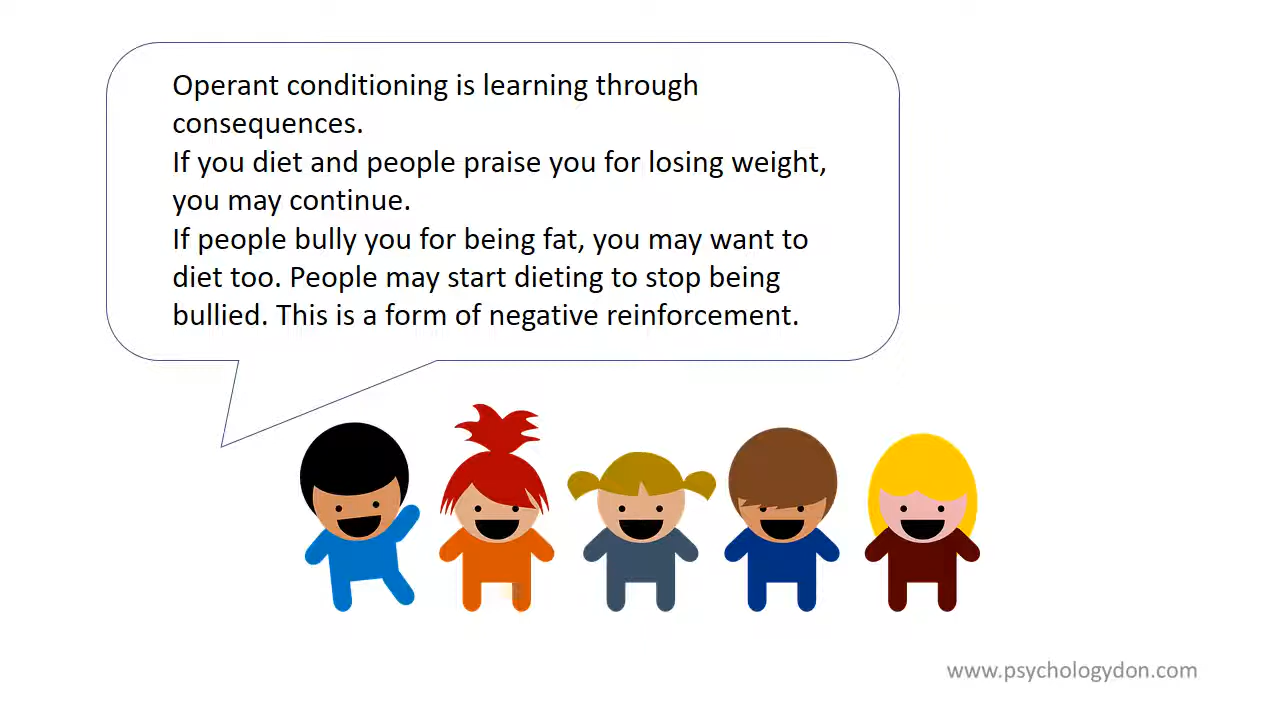 Operant conditioning is learning through
consequences.
If you diet and people praise you for losing weight,
you may continue.
If people bully you for being fat, you may want to
diet too. People may start dieting to stop being
bullied. This is a form of negative reinforcement.
www.psychologydon.com